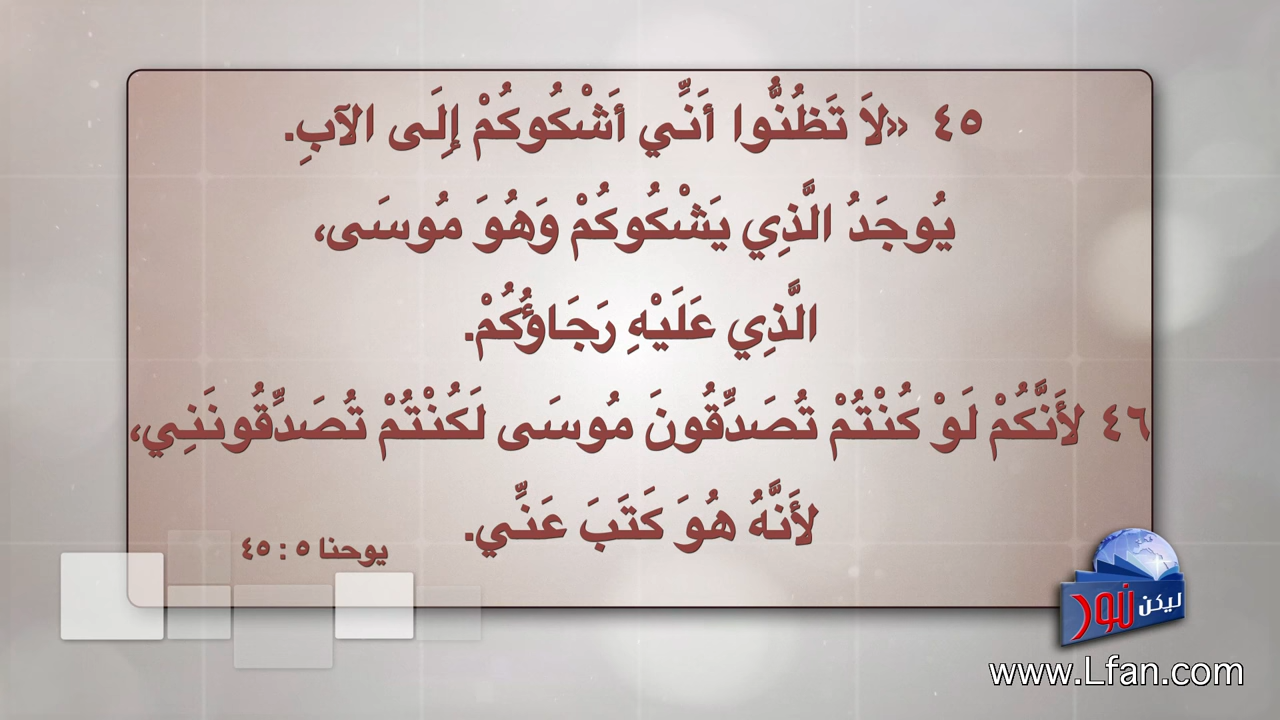 ٤٥ «لاَ تَظُنُّوا أَنِّي أَشْكُوكُمْ إِلَى الآبِ.
يُوجَدُ الَّذِي يَشْكُوكُمْ وَهُوَ مُوسَى،
الَّذِي عَلَيْهِ رَجَاؤُكُمْ.
٤٦ لأَنَّكُمْ لَوْ كُنْتُمْ تُصَدِّقُونَ مُوسَى لَكُنْتُمْ تُصَدِّقُونَنِي،
لأَنَّهُ هُوَ كَتَبَ عَنِّي.
يوحنا ٥ : ٤٥
ليكن نور
www.Lfan.com